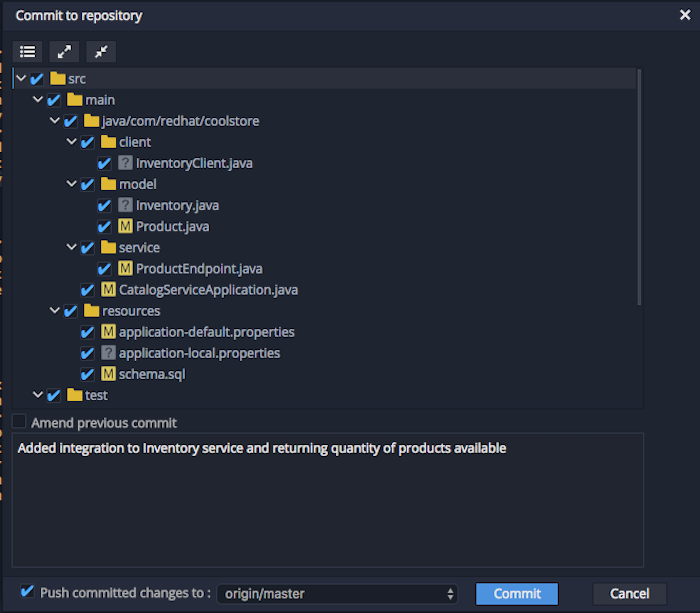 Commit to repository
src
main
java/com/redhat/coolstore
client
? InventoryClient.java
model
? Inventory.java
M Product.java
service
M ProductEndpoint.java
M CatalogServiceApplication.java
resources
M application-default.properties
? application-local.properties
M schema.sql
test
Amend previous commit
Added integration to Inventory service and returning quantity of products available
Push committed changes to : origin/master Commit Cancel